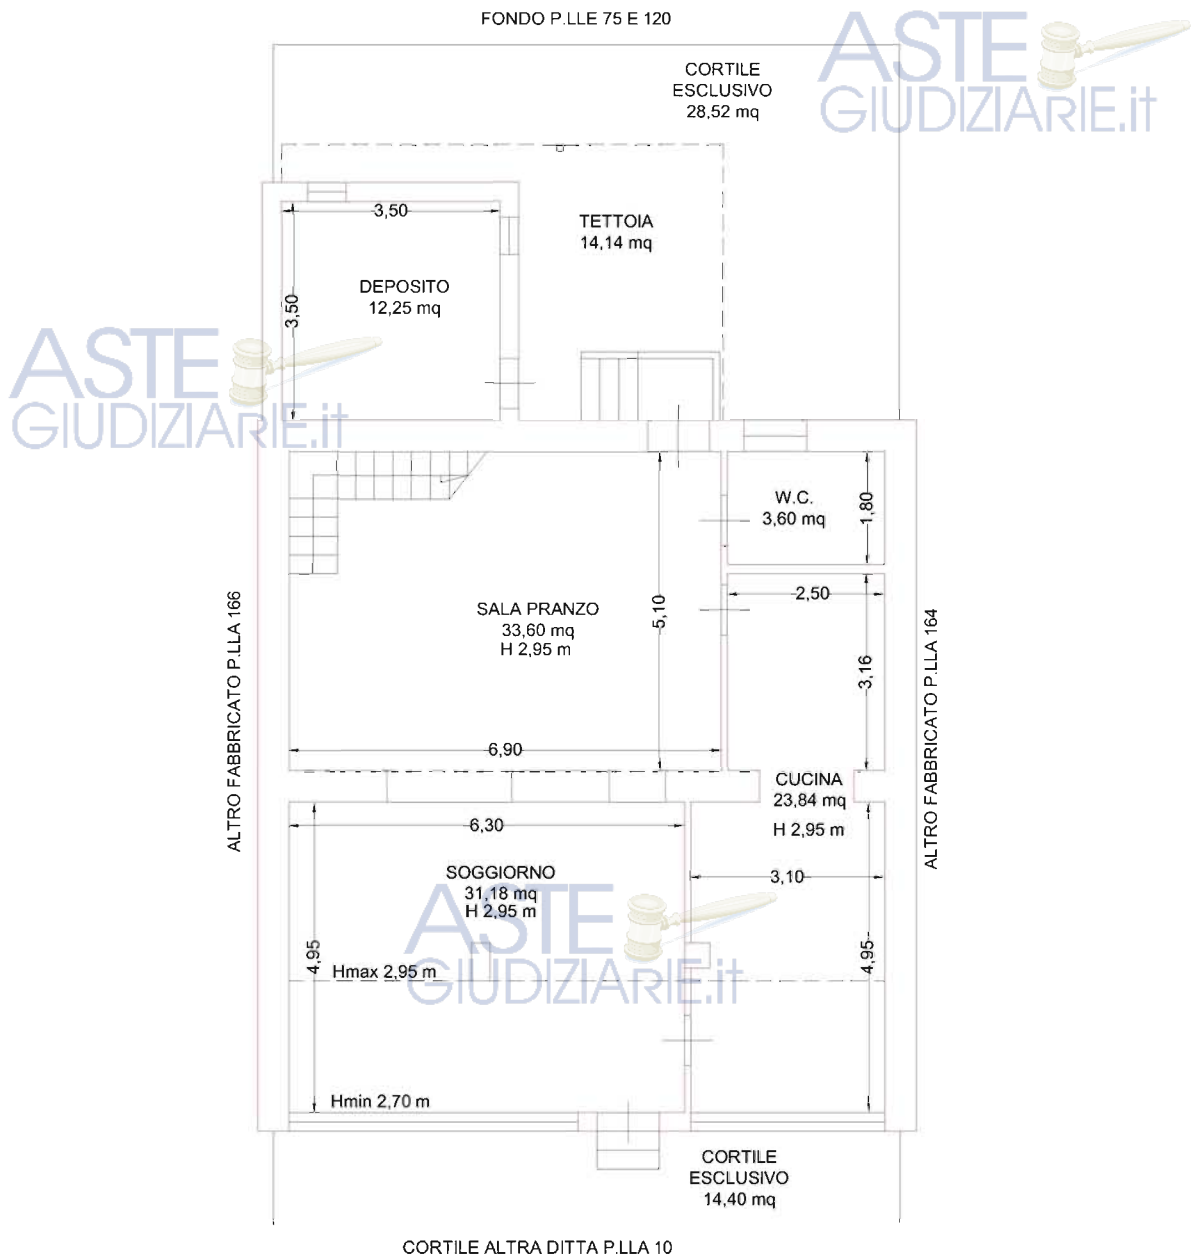 FONDO P.LLE 75 E 120
ASTE
GIUDIZIARIE.it
CORTILE
ESCLUSIVO
28,52 mq
3,50
TETTOIA
14,14 mq
DEPOSITO
12,25 mq
3,50
ASTE
GIUDIZIARIE.it
W.C.
3,60 mq
1,80
2,50
SALA PRANZO
33,60 mq
H 2,95 m
5,10
3,16
ALTRO FABBRICATO P.LLA 166
ALTRO FABBRICATO P.LLA 164
6,90
CUCINA
23,84 mq
H 2,95 m
6,30
SOGGIORNO
31,18 mq
H 2,95 m
3,10
ASTE
GIUDIZIARIE.it
4,95
4,95
Hmax 2,95 m
Hmin 2,70 m
CORTILE
ESCLUSIVO
14,40 mq
CORTILE ALTRA DITTA P.LLA 10